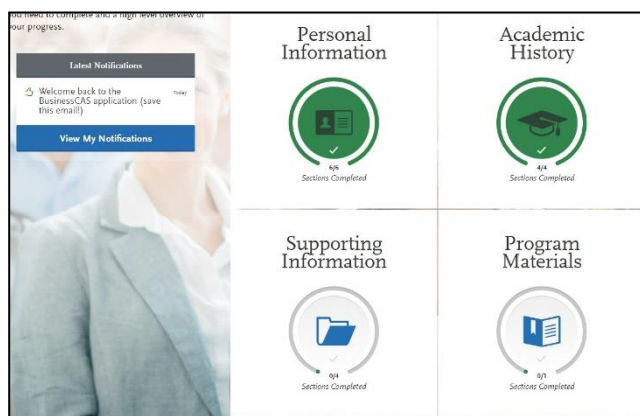 you need to complete and a high level overview of
your progress.
Latest Notifications
Welcome back to the
BusinessCAS application (save
this email!)
Today
View My Notifications
Personal
Information
6/6
Sections Completed
Academic
History
4/4
Sections Completed
Supporting
Information
0/4
Sections Completed
Program
Materials
0/1
Sections Completed